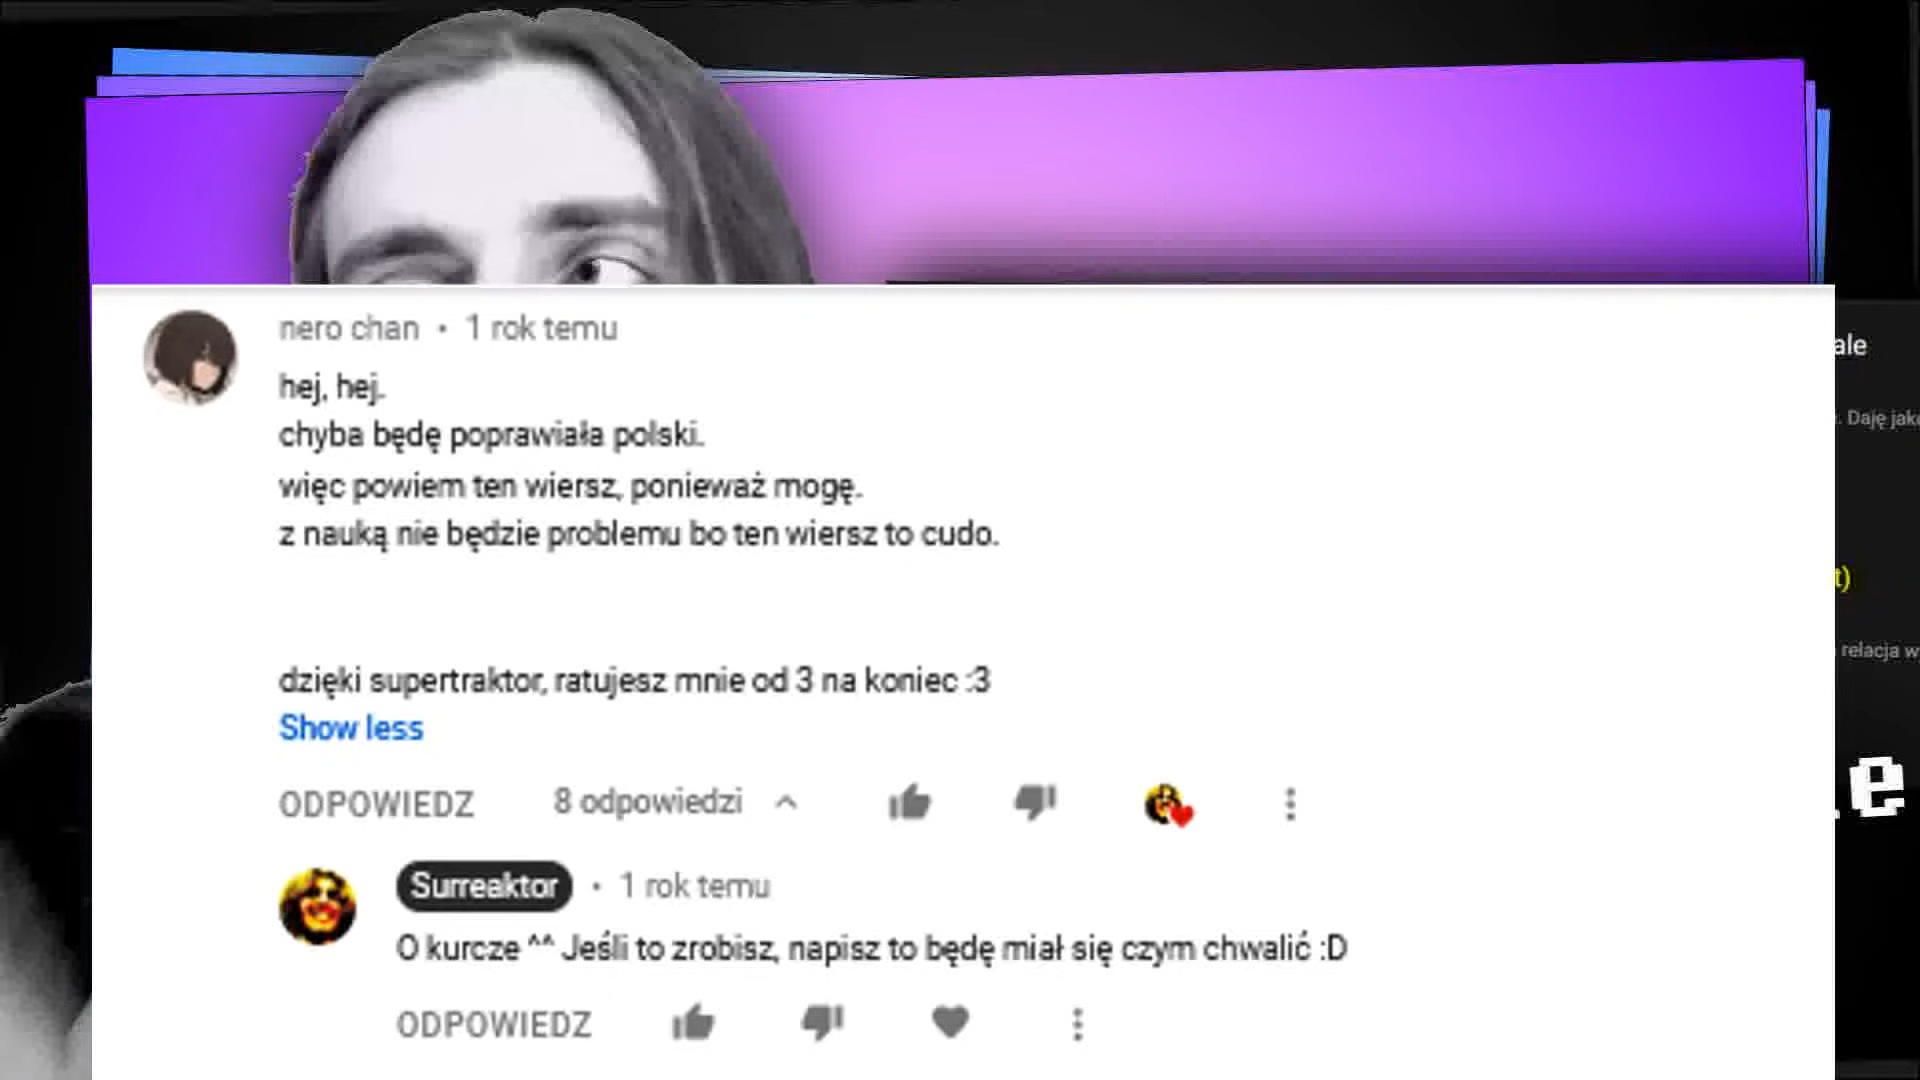 nero chan • 1 rok temu
hej, hej.
chyba będę poprawiała polski.
więc powiem ten wiersz, ponieważ mogę.
z nauką nie będzie problemu bo ten wiersz to cudo.
dzięki supertraktor, ratujesz mnie od 3 na koniec :3
Show less
ODPOWIEDZ 8 odpowiedzi
Surreaktor • 1 rok temu
O kurcze ^^ Jeśli to zrobisz, napisz to będę miał się czym chwalić :D
ODPOWIEDZ
ale
. Daję jako
t)
relacja w
.e